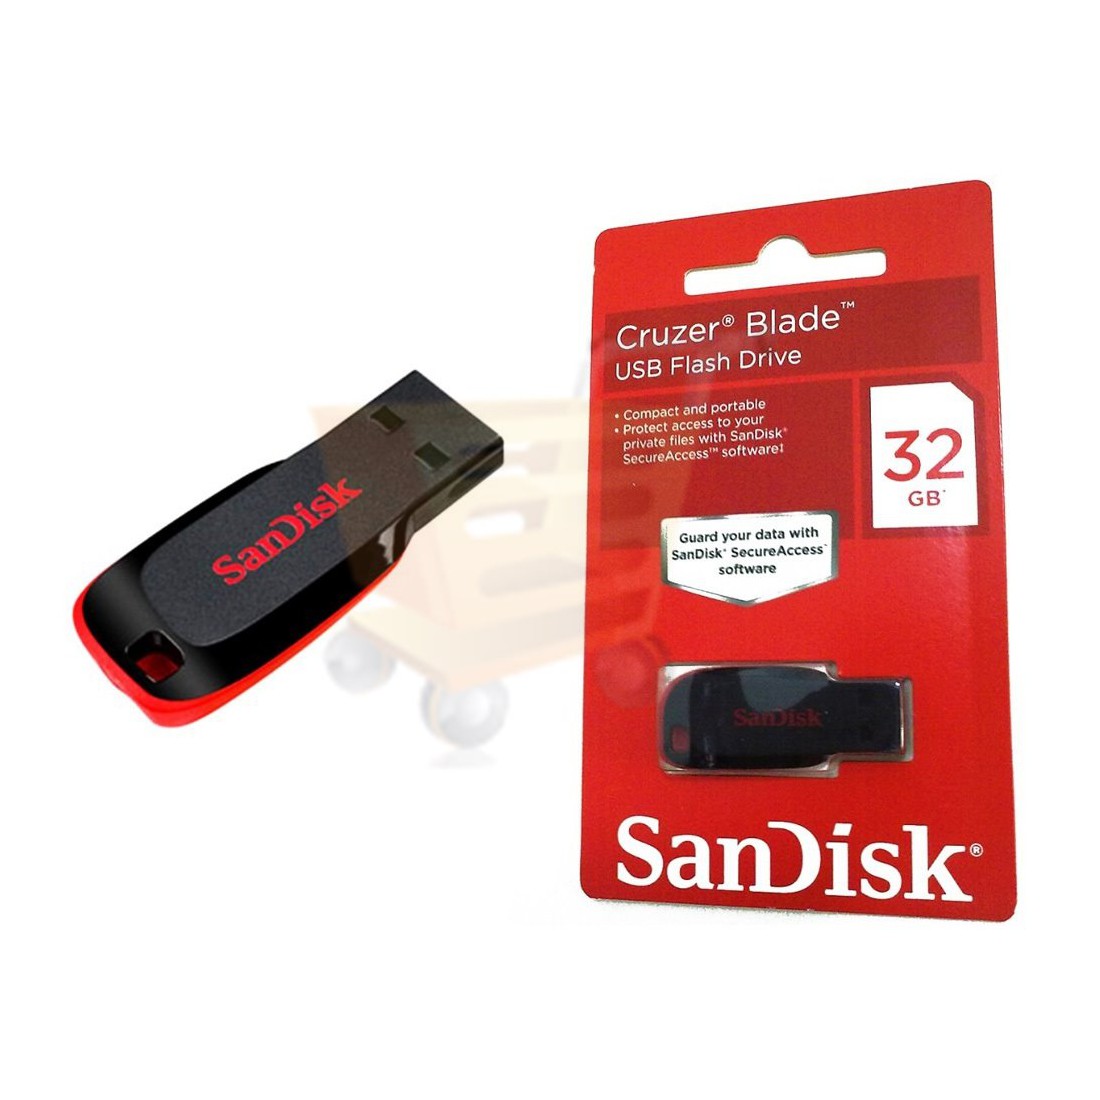 SanDisk
Cruzer® Blade™
USB Flash Drive
• Compact and portable
• Protect access to your
private files with SanDisk®
SecureAccess™ software‡
32
GB*
Guard your data with
SanDisk® SecureAccess™
software
SanDisk
SanDisk®